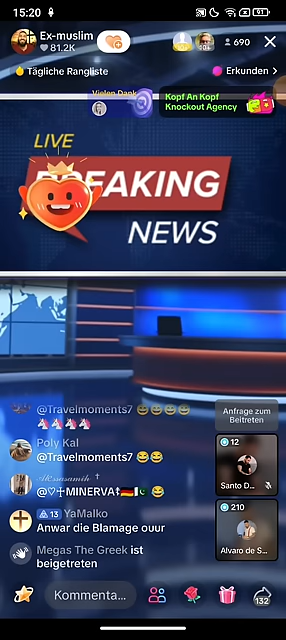 15:20
91
Ex-muslim
81.2K
690
Tägliche Rangliste
Erkunden >
Vielen Dank
Kopf An Kopf
Knockout Agency
LIVE
BREAKING
NEWS
@Travelmoments7 😂😂😂😂
🦄🦄🦄🦄
Anfrage zum
Beitreten
Poly Kal
@Travelmoments7 😂😂
12
Santo D...
@♡✝MINERVA‡🇩🇪🇲🇫 😂
13 YaMalko
Anwar die Blamage ouur
210
Alvaro de S...
Megas The Greek ist
beigetreten
Kommenta...
132